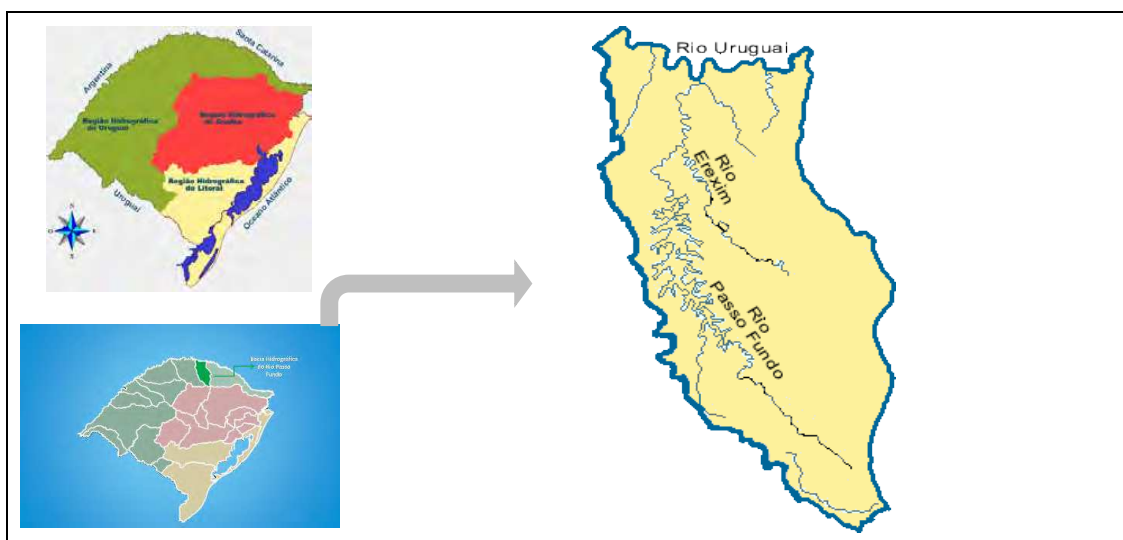 Santa Catarina
Argentina
Região Hidrográfica
do Uruguai
Região Hidrográfica
do Guaíba
Região Hidrográfica
do Litoral
Uruguai
Oceano Atlântico
N
O
E
S
Bacia Hidrográfica
do Rio Passo
Fundo
Rio Uruguai
Rio
Erexim
Rio
Passo Fundo